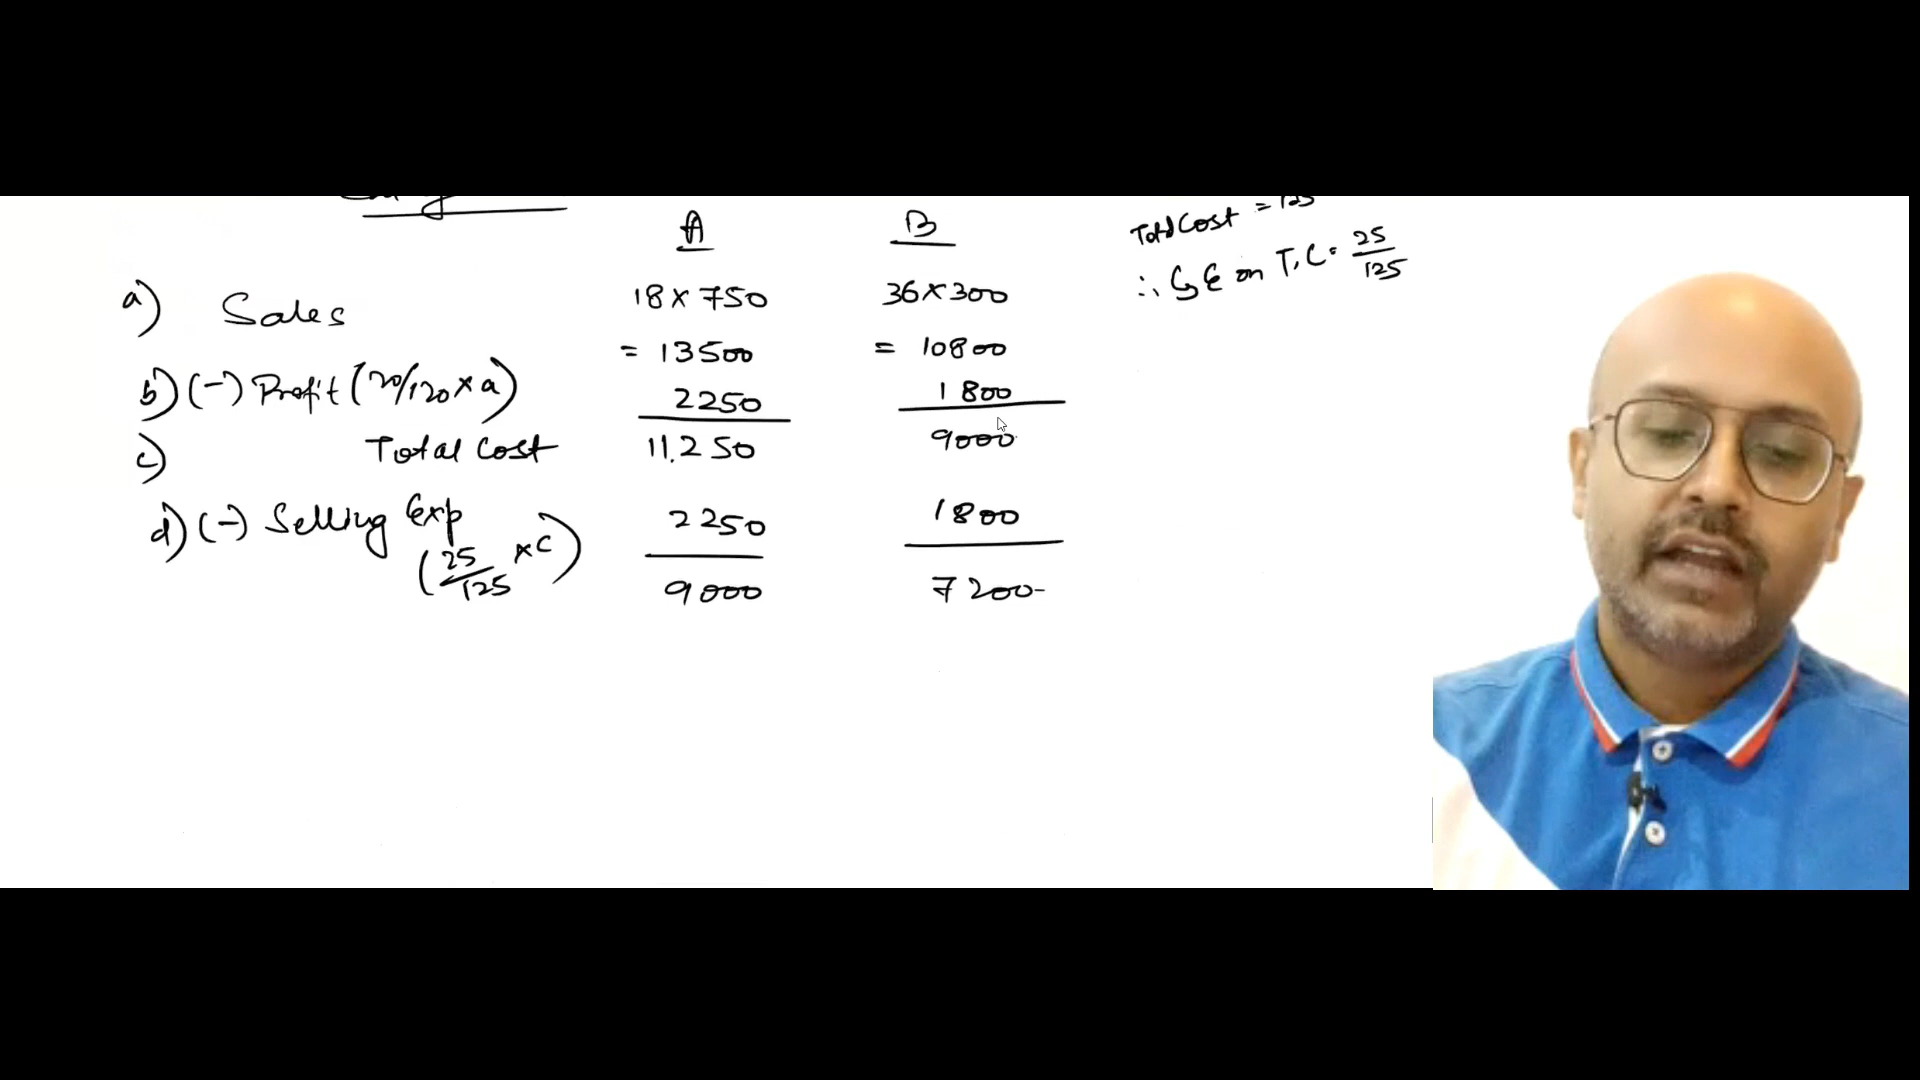 A B
a) Sales 18 x 750 36 x 300
= 13500 = 10800
b) (-) Profit (20/120 x a) 2250 1800
c) Total Cost 11,250 9000
d) (-) Selling Exp 2250 1800
(25/125 x C)
9000 7200-
Total Cost = 125
∴ S E on T.C = 25/125